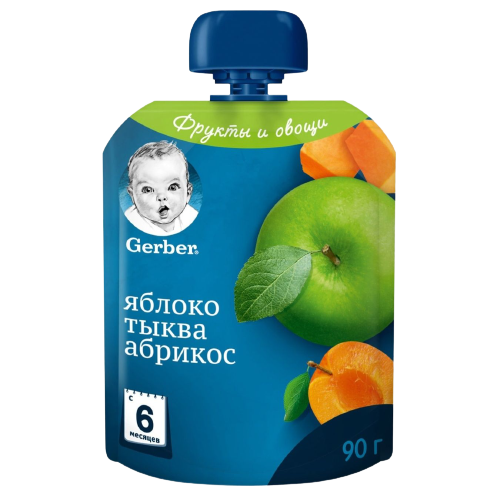 Фрукты и овощи
Gerber®
яблоко
тыква
абрикос
с
6
месяцев
90 г